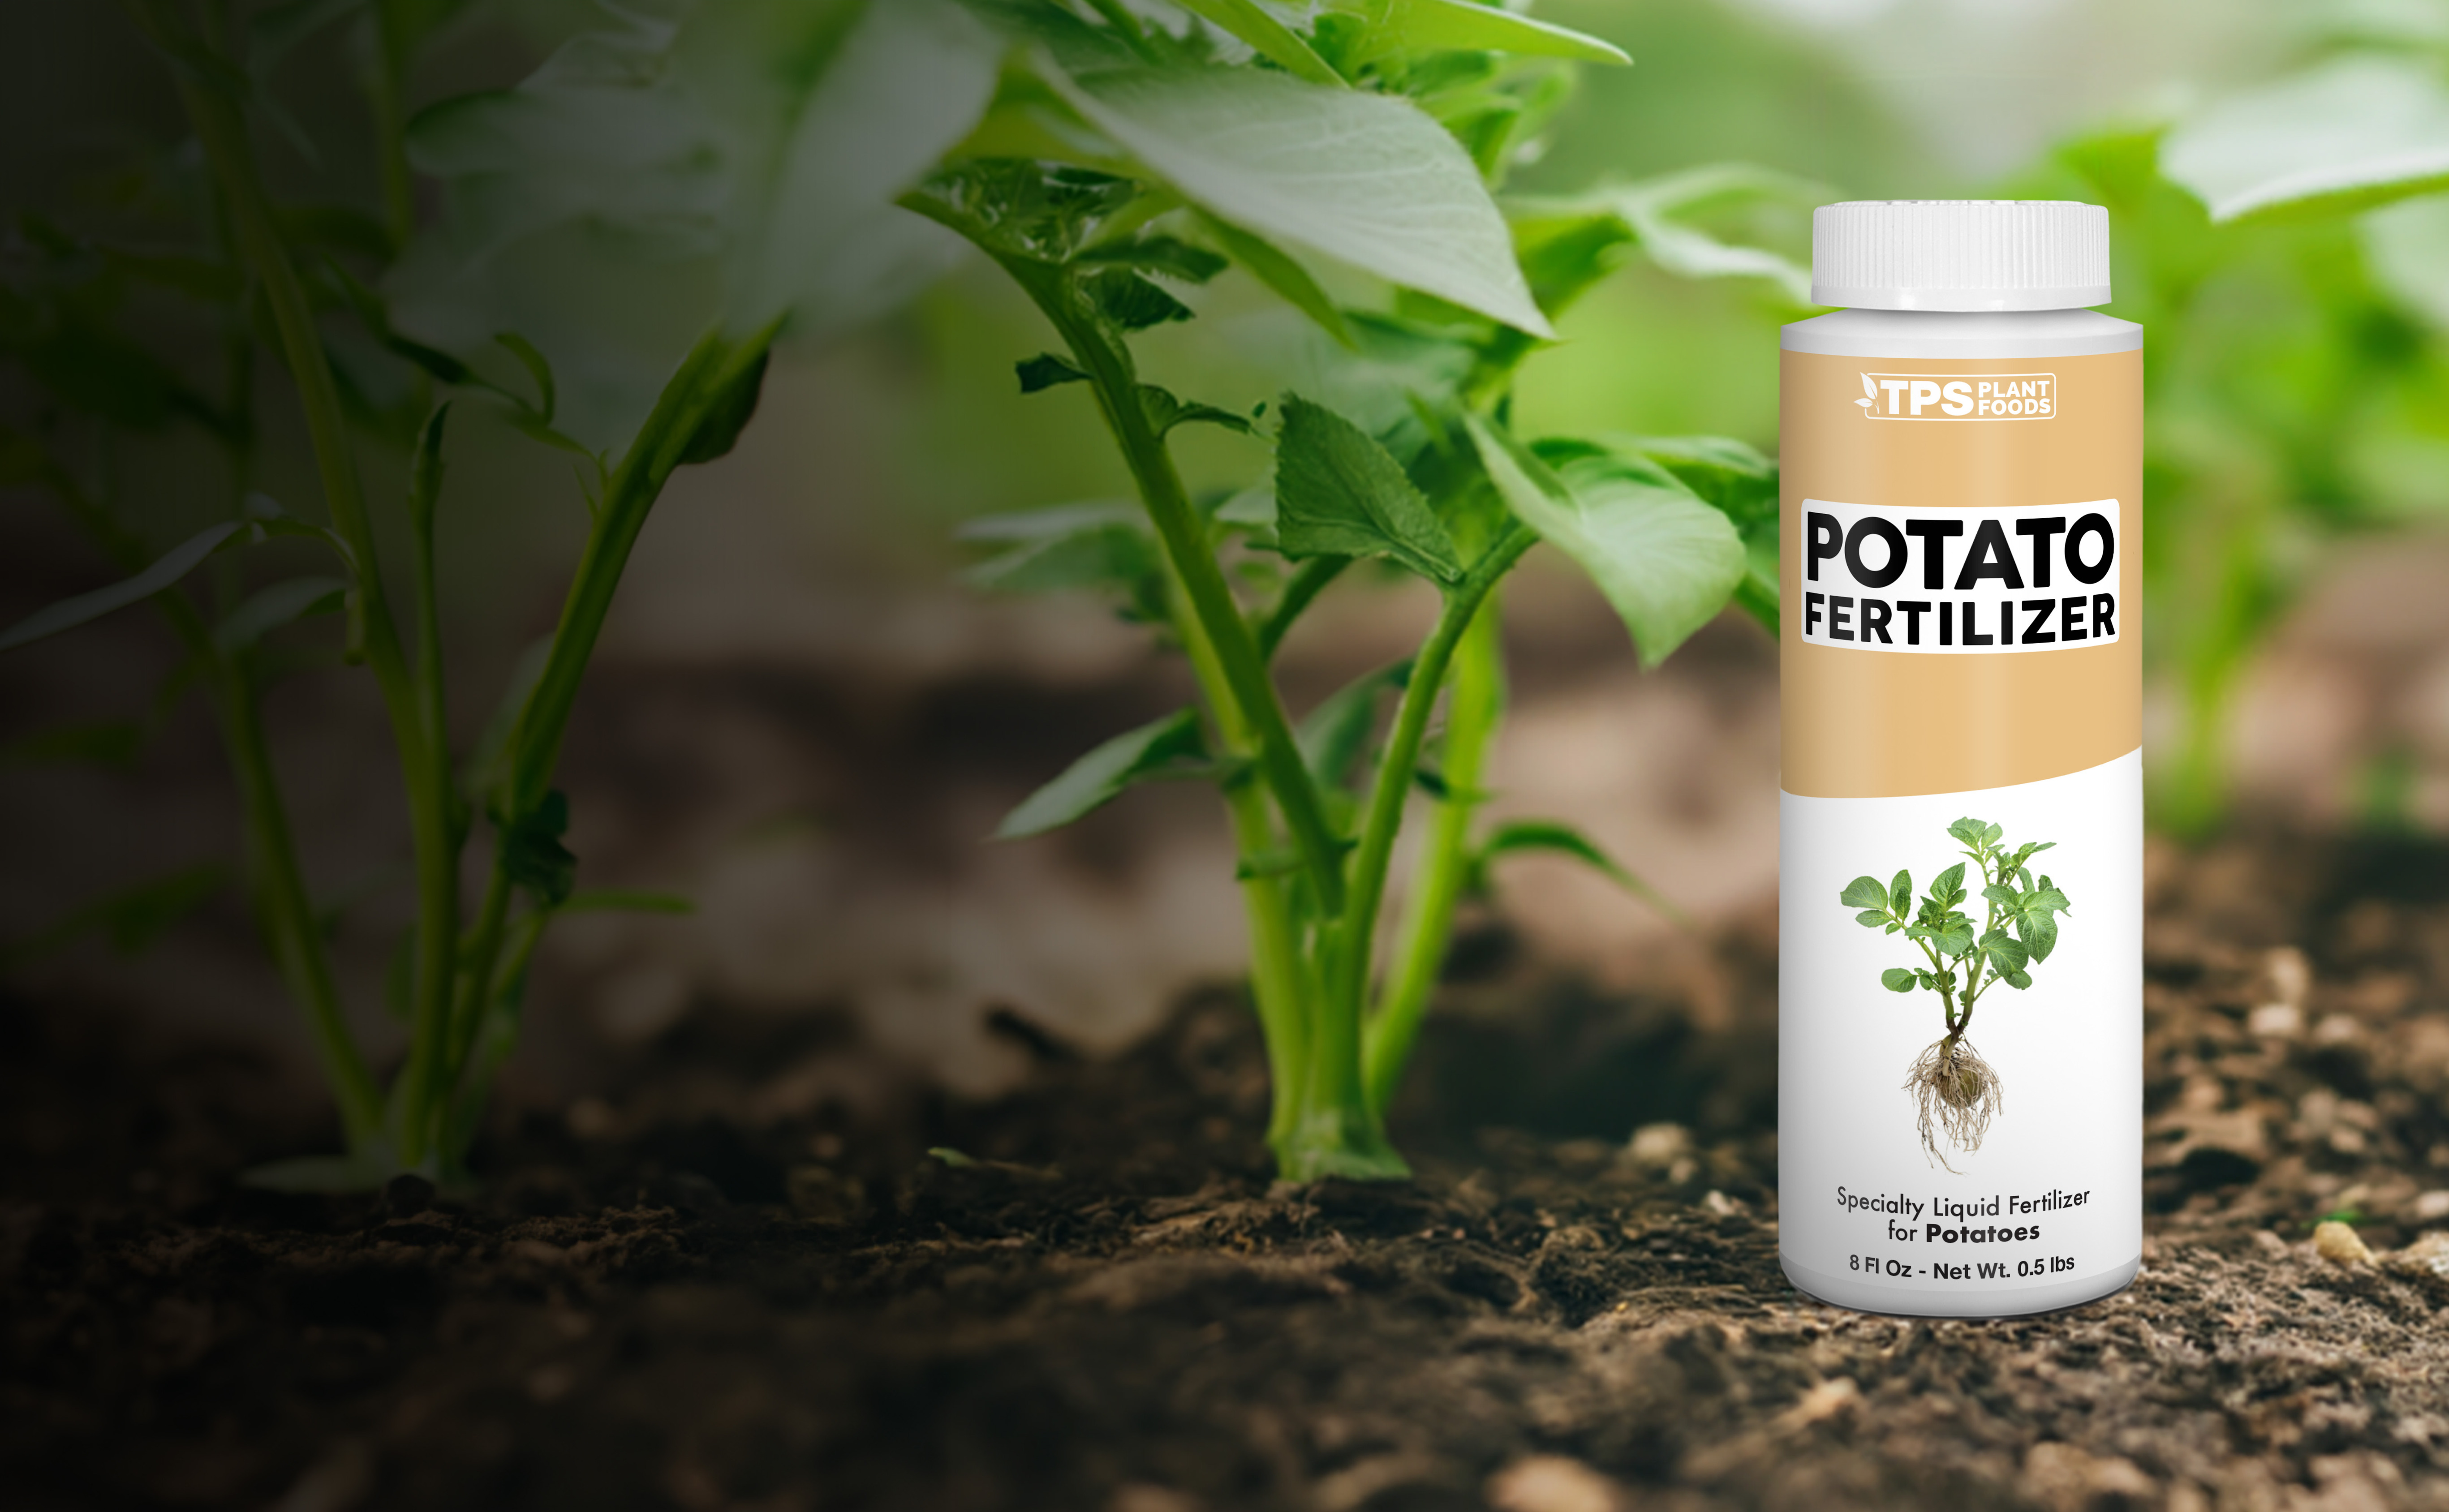 TPS PLANT FOODS
POTATO
FERTILIZER
Specialty Liquid Fertilizer
for Potatoes
8 Fl Oz - Net Wt. 0.5 lbs